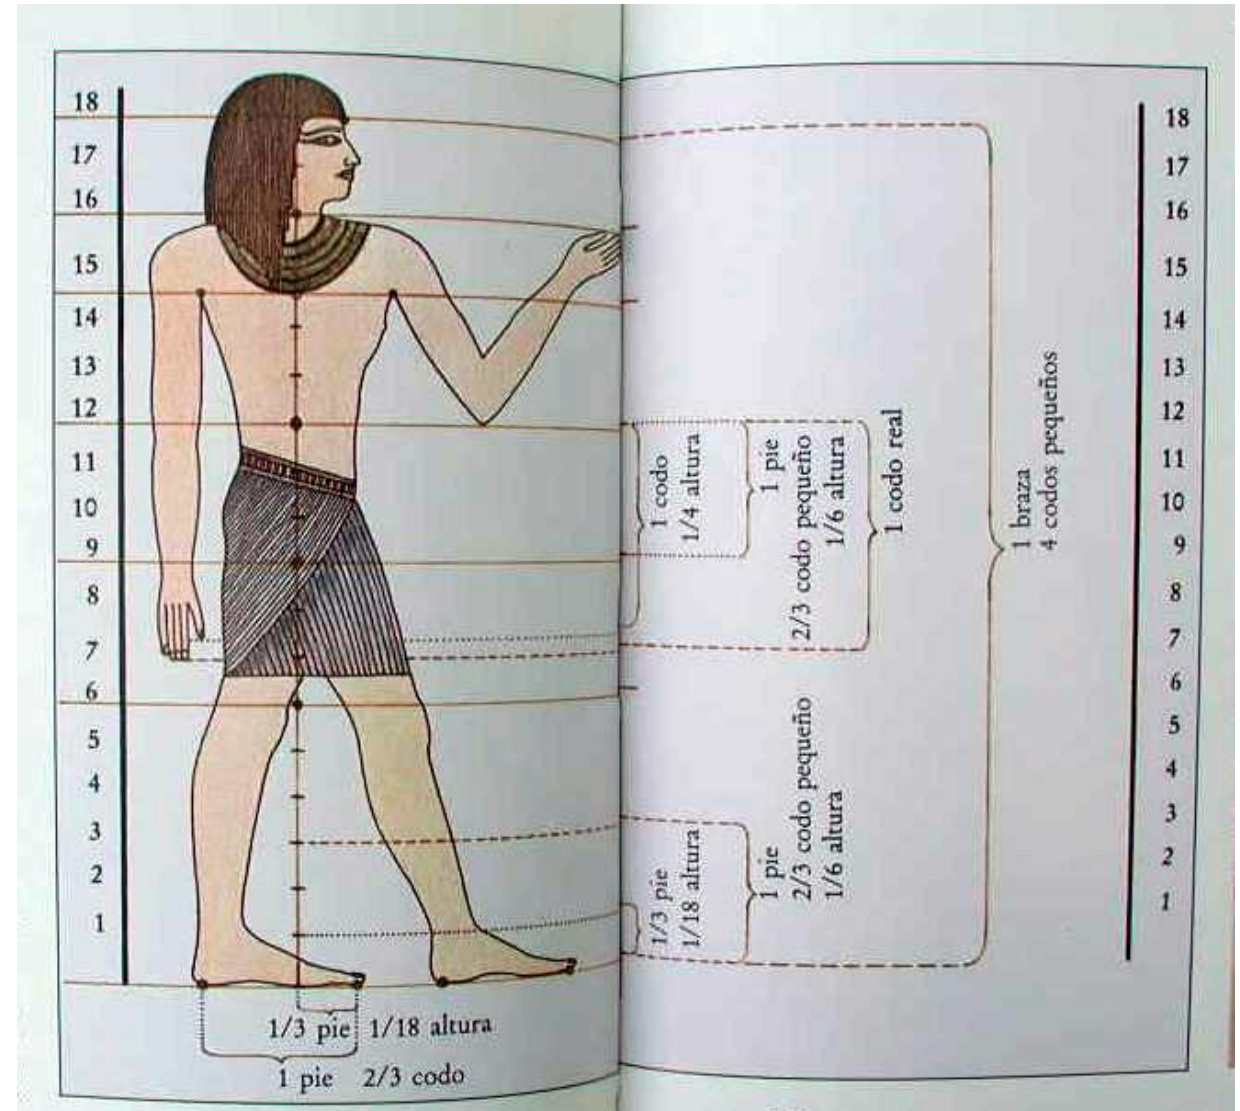 18
17
16
15
14
13
12
11
10
9
8
7
6
5
4
3
2
1
1/3 pie 1/18 altura
1 pie 2/3 codo
1 codo
1/4 altura
1 pie
2/3 codo pequeño
1/6 altura
1 codo real
1 braza
4 codos pequeños
1/3 pie
1/18 altura
1 pie
2/3 codo pequeño
1/6 altura
18
17
16
15
14
13
12
11
10
9
8
7
6
5
4
3
2
1